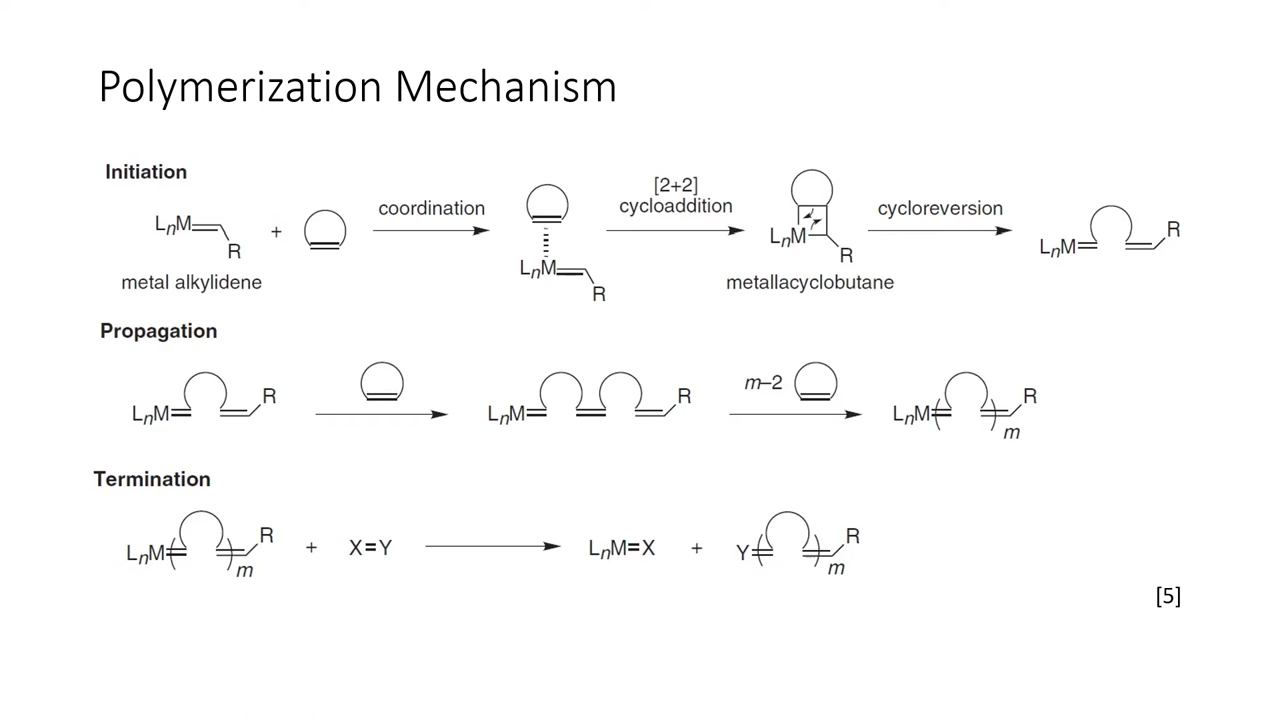 Polymerization Mechanism
Initiation
LnM R + coordination LnM R [2+2] cycloaddition LnM R cycloreversion LnM R
metal alkylidene metallacyclobutane
Propagation
LnM R LnM R m–2 LnM R m
Termination
LnM R m + X=Y LnM=X + Y R m
[5]